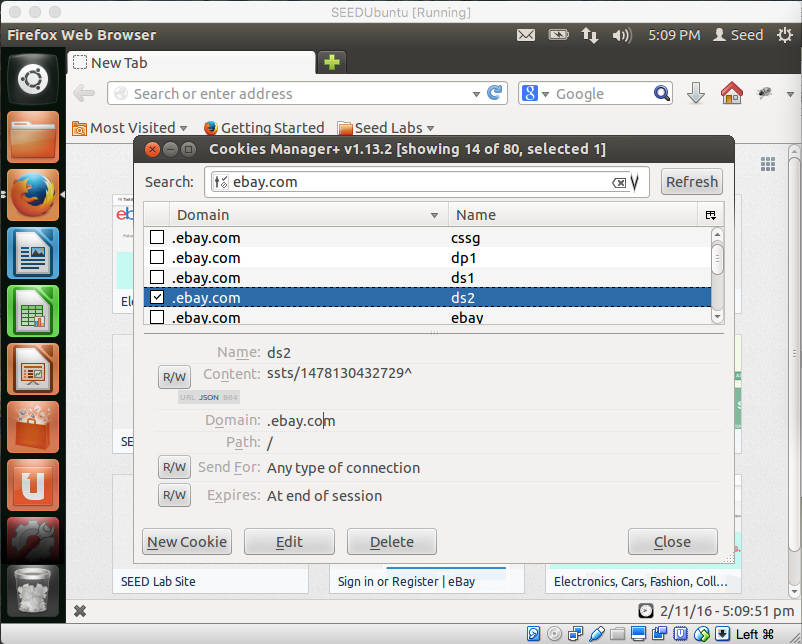 SEEDUbuntu [Running]
Firefox Web Browser
5:09 PM Seed
New Tab
Search or enter address
Google
Most Visited
Getting Started
Seed Labs
Cookies Manager+ v1.13.2 [showing 14 of 80, selected 1]
Search: ebay.com Refresh
Domain Name
.ebay.com cssg
.ebay.com dp1
.ebay.com ds1
.ebay.com ds2
.ebay.com ebay
Name: ds2
R/W Content: ssts/1478130432729^
URL JSON B64
Domain: .ebay.com
Path: /
R/W Send For: Any type of connection
R/W Expires: At end of session
New Cookie Edit Delete Close
SEED Lab Site
Sign in or Register | eBay
Electronics, Cars, Fashion, Coll...
2/11/16 - 5:09:51 pm
Left ⌘